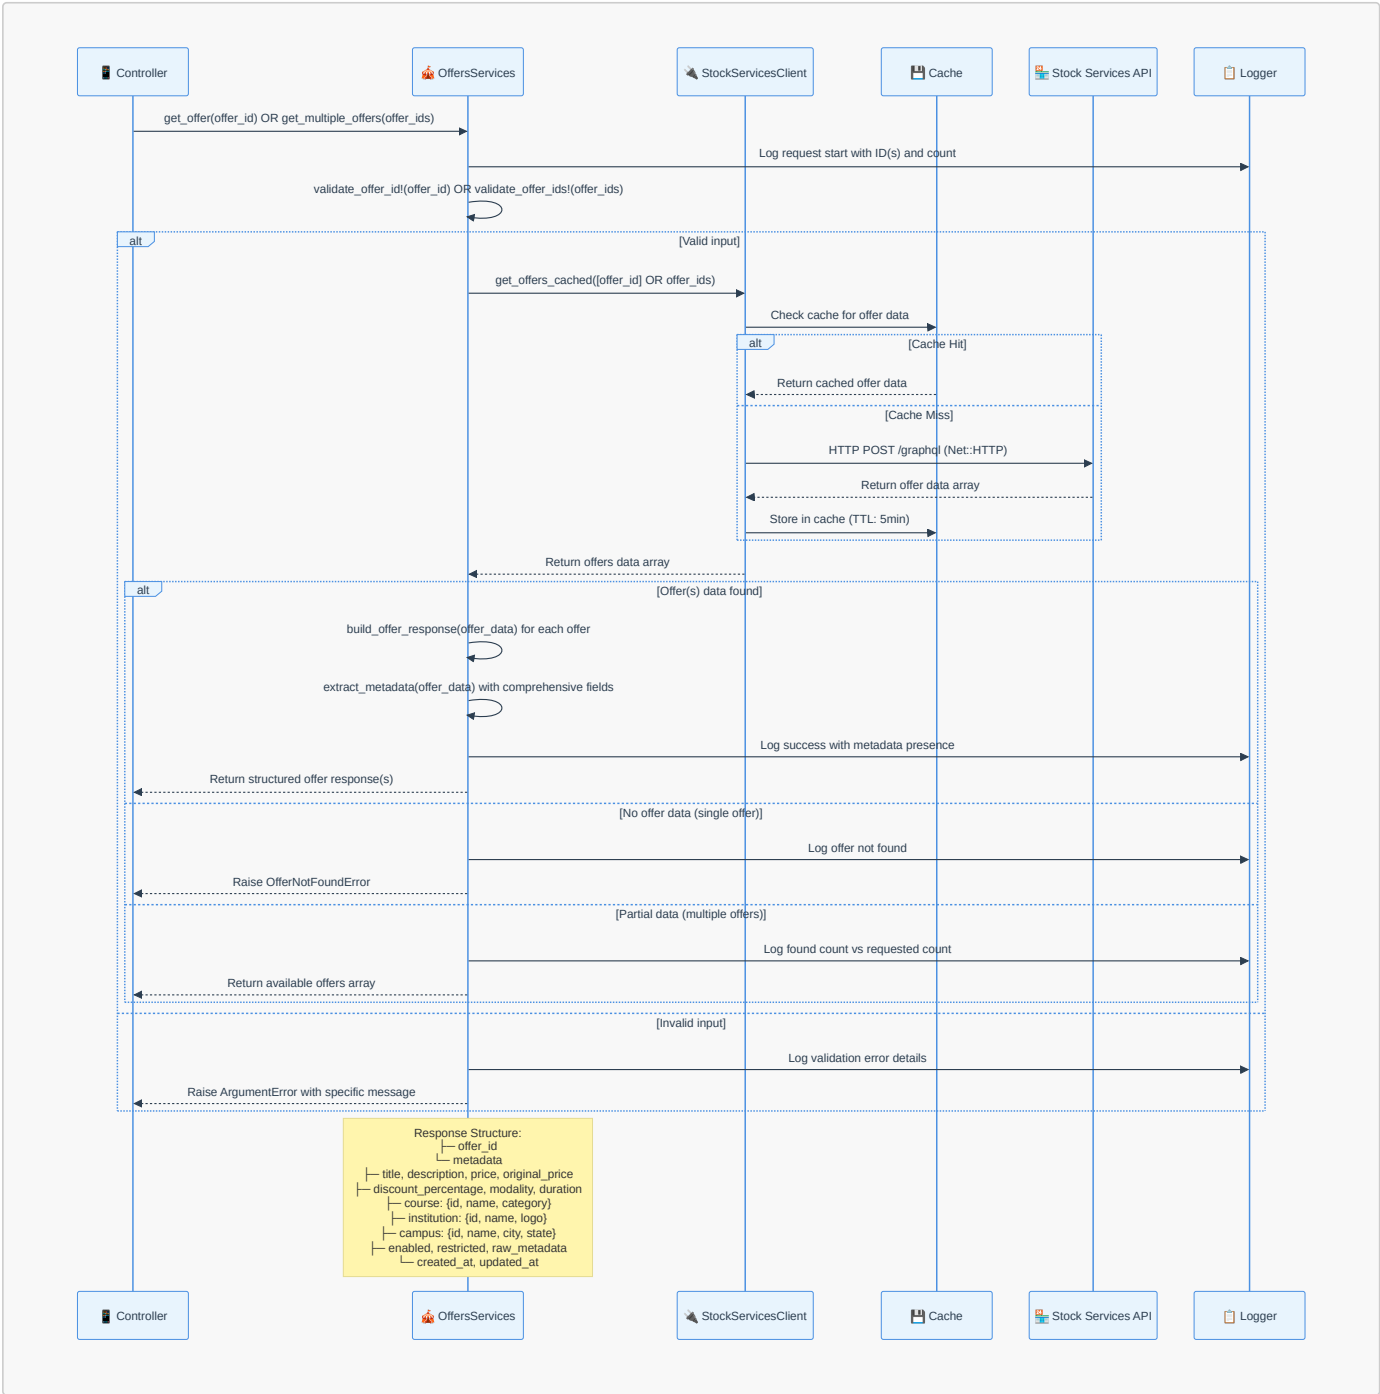 📱 Controller
🎪 OffersServices
🔌 StockServicesClient
💾 Cache
🏪 Stock Services API
📋 Logger
get_offer(offer_id) OR get_multiple_offers(offer_ids)
Log request start with ID(s) and count
validate_offer_id!(offer_id) OR validate_offer_ids!(offer_ids)
alt
[Valid input]
get_offers_cached([offer_id] OR offer_ids)
Check cache for offer data
alt
[Cache Hit]
Return cached offer data
[Cache Miss]
HTTP POST /graphql (Net::HTTP)
Return offer data array
Store in cache (TTL: 5min)
Return offers data array
alt
[Offer(s) data found]
build_offer_response(offer_data) for each offer
extract_metadata(offer_data) with comprehensive fields
Log success with metadata presence
Return structured offer response(s)
[No offer data (single offer)]
Log offer not found
Raise OfferNotFoundError
[Partial data (multiple offers)]
Log found count vs requested count
Return available offers array
[Invalid input]
Log validation error details
Raise ArgumentError with specific message
Response Structure:
├─ offer_id
└─ metadata
├─ title, description, price, original_price
├─ discount_percentage, modality, duration
├─ course: {id, name, category}
├─ institution: {id, name, logo}
├─ campus: {id, name, city, state}
├─ enabled, restricted, raw_metadata
└─ created_at, updated_at
📱 Controller
🎪 OffersServices
🔌 StockServicesClient
💾 Cache
🏪 Stock Services API
📋 Logger